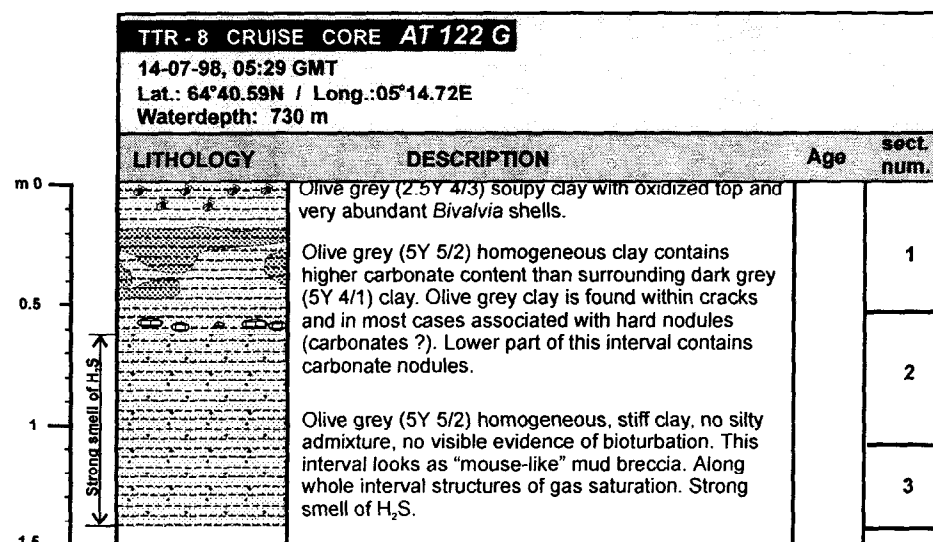 TTR - 8 CRUISE CORE AT 122 G
14-07-98, 05:29 GMT
Lat.: 64°40.59N / Long.:05°14.72E
Waterdepth: 730 m
LITHOLOGY DESCRIPTION Age sect. num.
m 0
Olive grey (2.5Y 4/3) soupy clay with oxidized top and
very abundant Bivalvia shells.
Olive grey (5Y 5/2) homogeneous clay contains
higher carbonate content than surrounding dark grey
(5Y 4/1) clay. Olive grey clay is found within cracks
and in most cases associated with hard nodules
(carbonates ?). Lower part of this interval contains
carbonate nodules.
1
0.5
2
Olive grey (5Y 5/2) homogeneous, stiff clay, no silty
admixture, no visible evidence of bioturbation. This
interval looks as “mouse-like” mud breccia. Along
whole interval structures of gas saturation. Strong
smell of H₂S.
1
3
Strong smell of H₂S
1.5